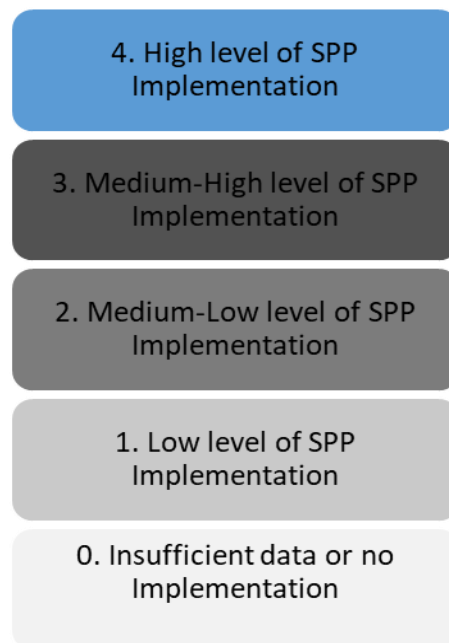 4. High level of SPP
Implementation
3. Medium-High level of SPP
Implementation
2. Medium-Low level of SPP
Implementation
1. Low level of SPP
Implementation
0. Insufficient data or no
Implementation